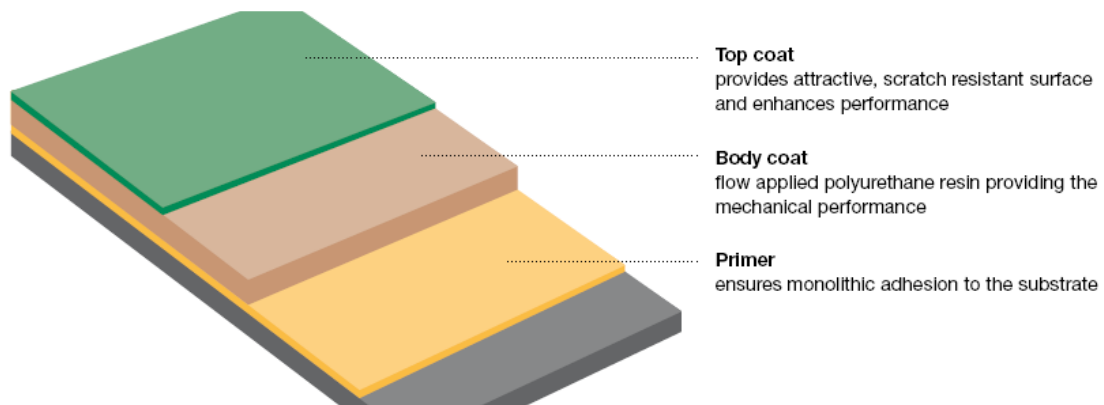 Top coat
provides attractive, scratch resistant surface
and enhances performance
Body coat
flow applied polyurethane resin providing the
mechanical performance
Primer
ensures monolithic adhesion to the substrate